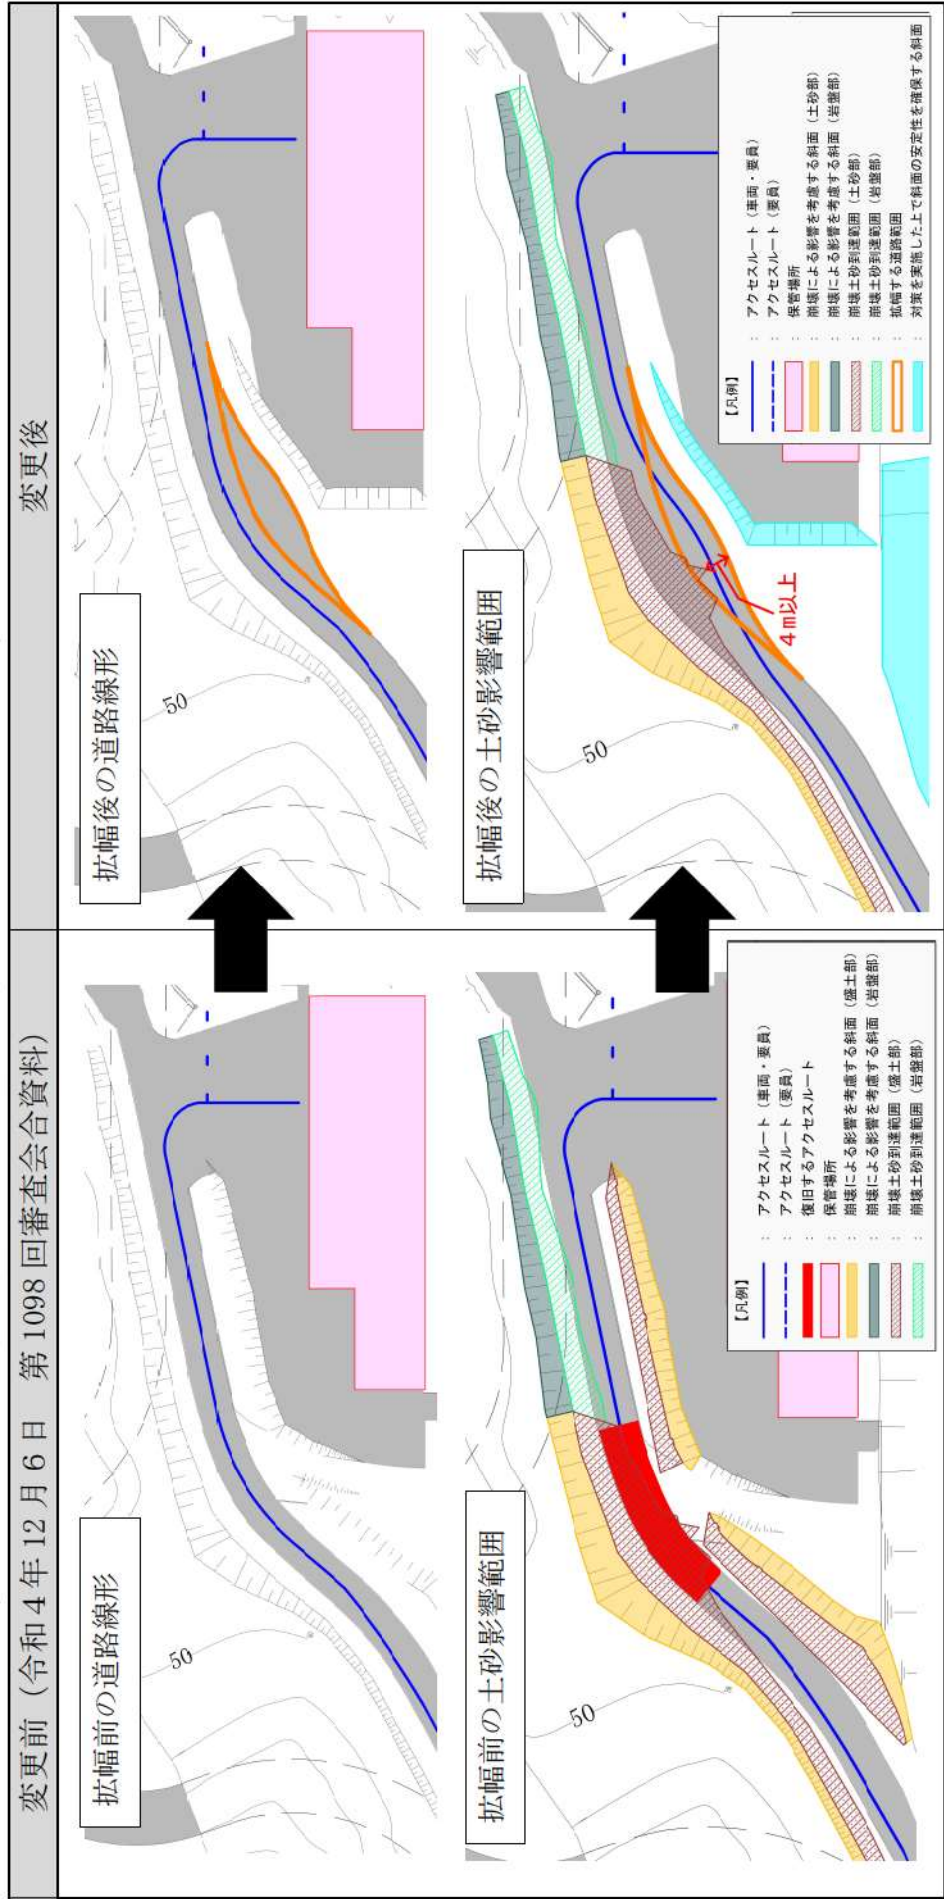 変更前（令和4年12月6日　第1098回審査会合資料）
変更後
拡幅前の道路線形
50
拡幅後の道路線形
50
拡幅前の土砂影響範囲
50
【凡例】
： アクセスルート（車両・要員）
： アクセスルート（要員）
： 復旧するアクセスルート
： 保管場所
： 崩壊による影響を考慮する斜面（盛土部）
： 崩壊による影響を考慮する斜面（岩盤部）
： 崩壊土砂到達範囲（盛土部）
： 崩壊土砂到達範囲（岩盤部）
拡幅後の土砂影響範囲
50
4m以上
【凡例】
： アクセスルート（車両・要員）
： アクセスルート（要員）
： 保管場所
： 崩壊による影響を考慮する斜面（土砂部）
： 崩壊による影響を考慮する斜面（岩盤部）
： 崩壊土砂到達範囲（土砂部）
： 崩壊土砂到達範囲（岩盤部）
： 拡幅する道路範囲
： 対策を実施した上で斜面の安定性を確保する斜面